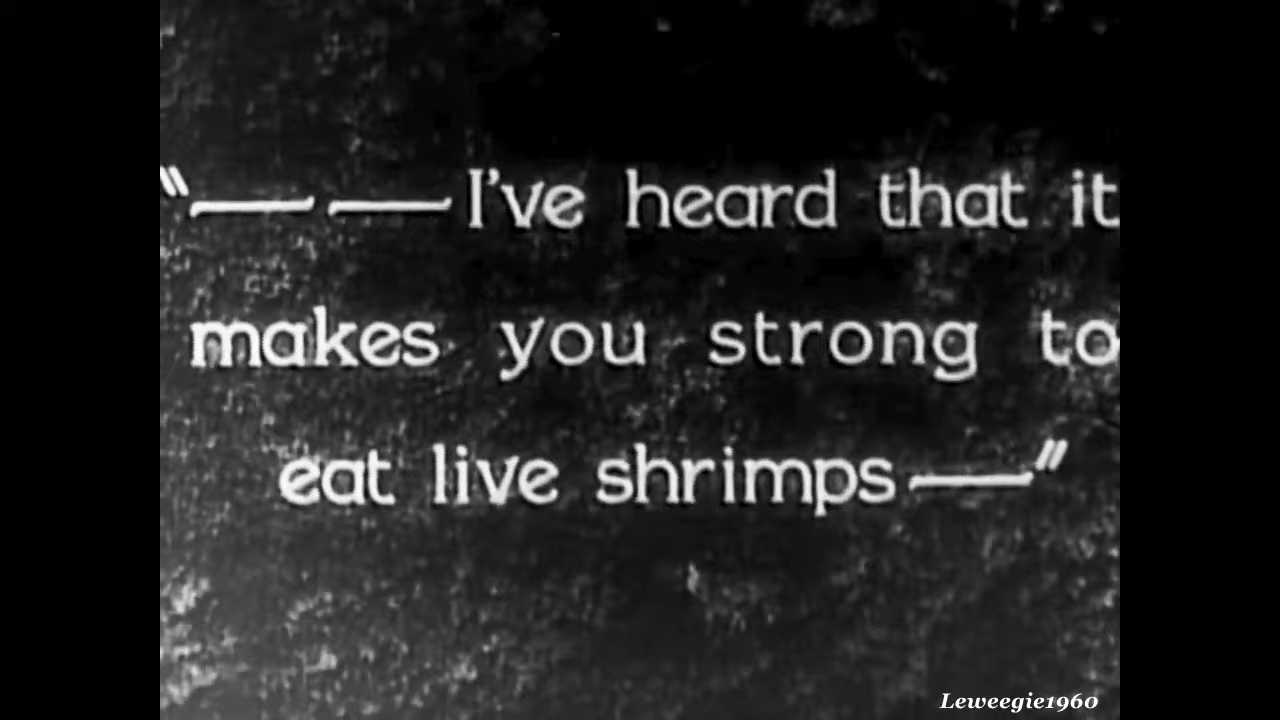 “— —I’ve heard that it
makes you strong to
eat live shrimps—”
Leweegie1960